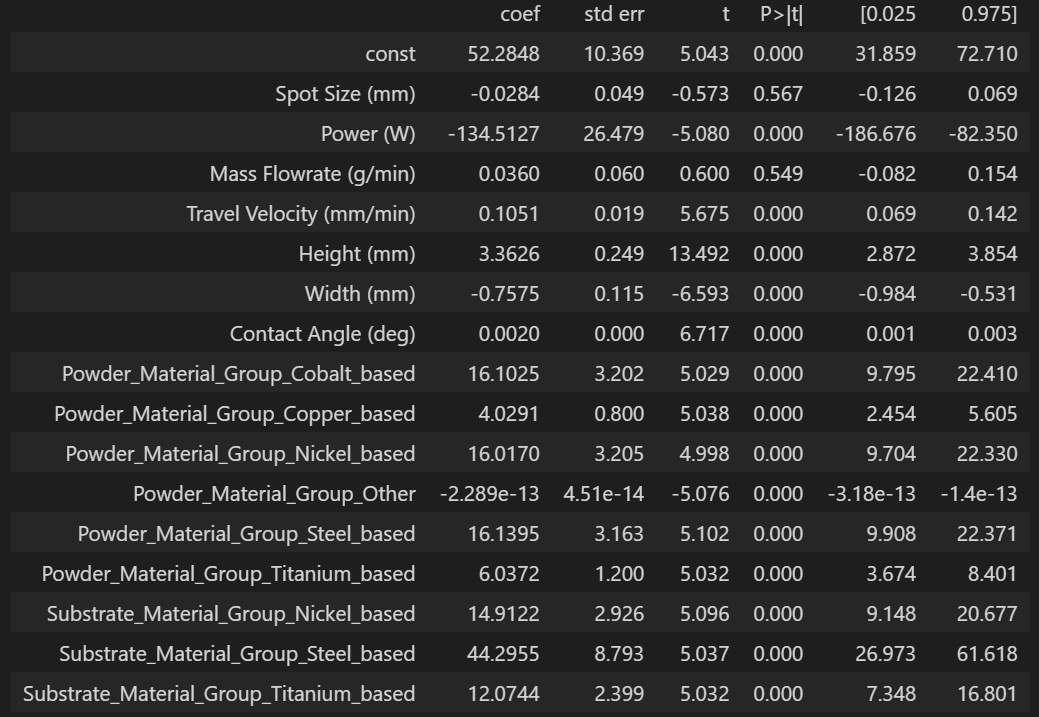 coef std err t P>|t| [0.025 0.975]
const 52.2848 10.369 5.043 0.000 31.859 72.710
Spot Size (mm) -0.0284 0.049 -0.573 0.567 -0.126 0.069
Power (W) -134.5127 26.479 -5.080 0.000 -186.676 -82.350
Mass Flowrate (g/min) 0.0360 0.060 0.600 0.549 -0.082 0.154
Travel Velocity (mm/min) 0.1051 0.019 5.675 0.000 0.069 0.142
Height (mm) 3.3626 0.249 13.492 0.000 2.872 3.854
Width (mm) -0.7575 0.115 -6.593 0.000 -0.984 -0.531
Contact Angle (deg) 0.0020 0.000 6.717 0.000 0.001 0.003
Powder_Material_Group_Cobalt_based 16.1025 3.202 5.029 0.000 9.795 22.410
Powder_Material_Group_Copper_based 4.0291 0.800 5.038 0.000 2.454 5.605
Powder_Material_Group_Nickel_based 16.0170 3.205 4.998 0.000 9.704 22.330
Powder_Material_Group_Other -2.289e-13 4.51e-14 -5.076 0.000 -3.18e-13 -1.4e-13
Powder_Material_Group_Steel_based 16.1395 3.163 5.102 0.000 9.908 22.371
Powder_Material_Group_Titanium_based 6.0372 1.200 5.032 0.000 3.674 8.401
Substrate_Material_Group_Nickel_based 14.9122 2.926 5.096 0.000 9.148 20.677
Substrate_Material_Group_Steel_based 44.2955 8.793 5.037 0.000 26.973 61.618
Substrate_Material_Group_Titanium_based 12.0744 2.399 5.032 0.000 7.348 16.801